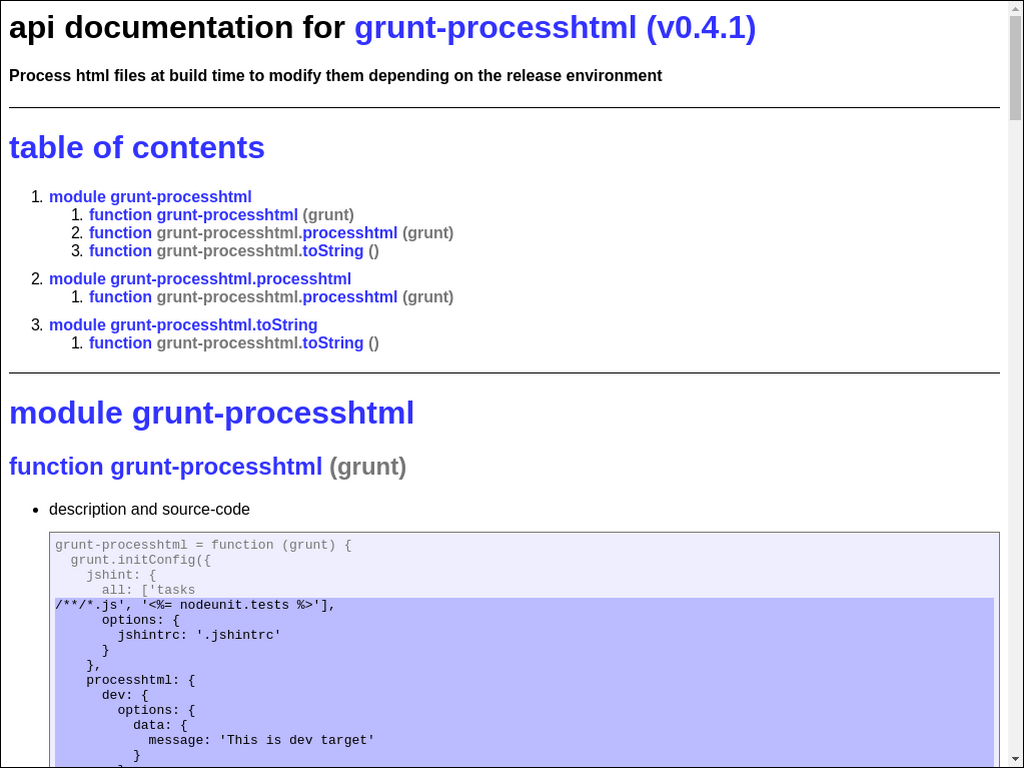 api documentation for grunt-processhtml (v0.4.1)
Process html files at build time to modify them depending on the release environment
table of contents
1. module grunt-processhtml
1. function grunt-processhtml (grunt)
2. function grunt-processhtml.processhtml (grunt)
3. function grunt-processhtml.toString ()
2. module grunt-processhtml.processhtml
1. function grunt-processhtml.processhtml (grunt)
3. module grunt-processhtml.toString
1. function grunt-processhtml.toString ()
module grunt-processhtml
function grunt-processhtml (grunt)
• description and source-code
grunt-processhtml = function (grunt) {
  grunt.initConfig({
    jshint: {
      all: ['tasks
/**/*.js', '<%= nodeunit.tests %>'],
      options: {
        jshintrc: '.jshintrc'
      }
    },
    processhtml: {
      dev: {
        options: {
          data: {
            message: 'This is dev target'
          }